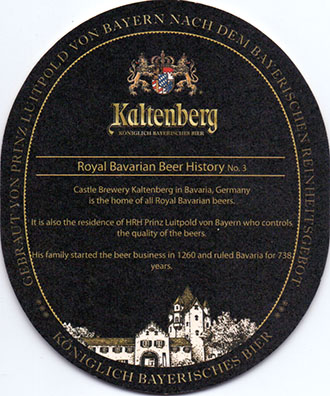 GEBRAUT VON PRINZ LUITPOLD VON BAYERN NACH DEM BAYERISCHEN REINHEITSGEBOT
Kaltenberg
KÖNIGLICH BAYERISCHES BIER
Royal Bavarian Beer History No. 3
Castle Brewery Kaltenberg in Bavaria, Germany
is the home of all Royal Bavarian beers.
It is also the residence of HRH Prinz Luitpold von Bayern who controls
the quality of the beers.
His family started the beer business in 1260 and ruled Bavaria for 738
years.
KÖNIGLICH BAYERISCHES BIER